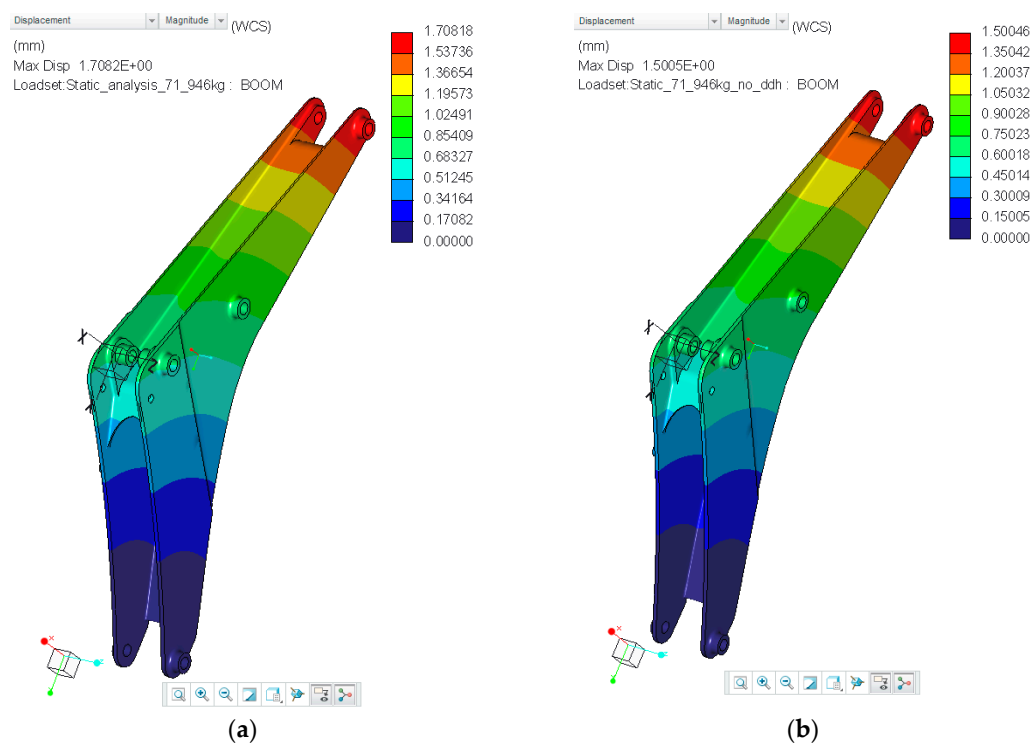 Displacement Magnitude (WCS)
(mm)
Max Disp 1.7082E+00
Loadset:Static_analysis_71_946kg : BOOM
1.70818
1.53736
1.36654
1.19573
1.02491
0.85409
0.68327
0.51245
0.34164
0.17082
0.00000
X
Z
Y
x
z
y
(a)
Displacement Magnitude (WCS)
(mm)
Max Disp 1.5005E+00
Loadset:Static_71_946kg_no_ddh : BOOM
1.50046
1.35042
1.20037
1.05032
0.90028
0.75023
0.60018
0.45014
0.30009
0.15005
0.00000
X
Z
Y
x
z
y
(b)